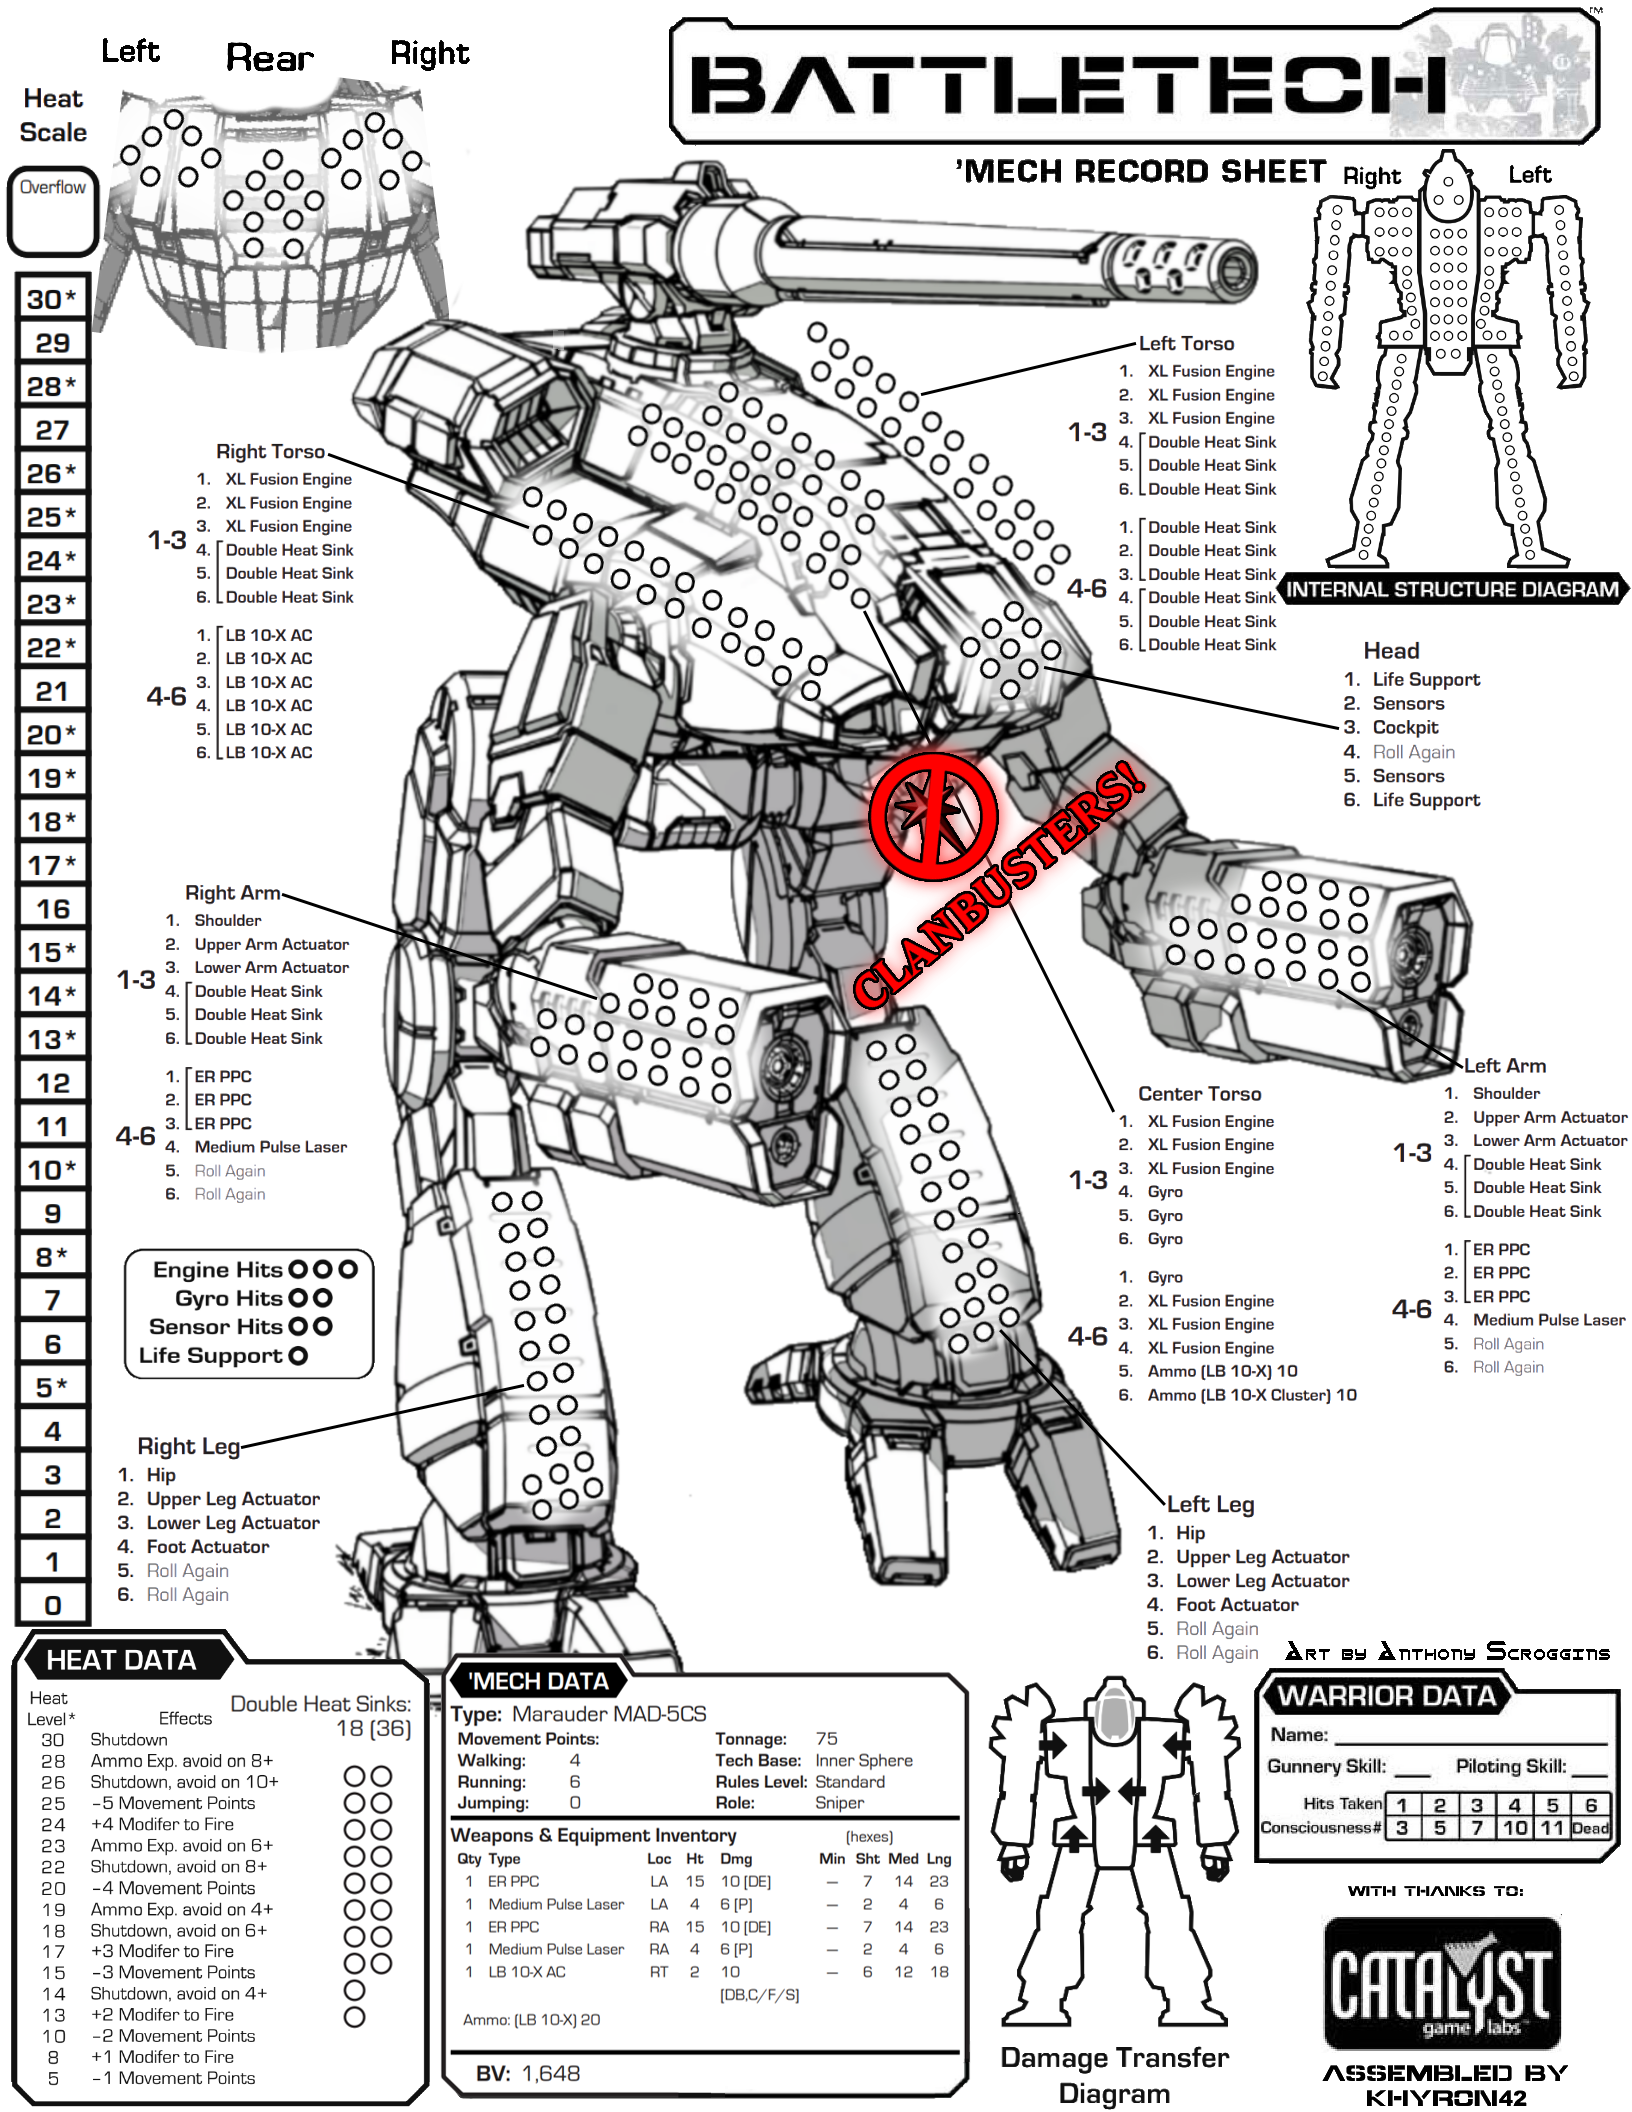 Left Rear Right
BATTLETECH
TM
'MECH RECORD SHEET
Heat
Scale
Overflow
30*
29
28*
27
26*
25*
24*
23*
22*
21
20*
19*
18*
17*
16
15*
14*
13*
12
11
10*
9
8*
7
6
5*
4
3
2
1
0
Right Left
INTERNAL STRUCTURE DIAGRAM
Left Torso
1-3
1. XL Fusion Engine
2. XL Fusion Engine
3. XL Fusion Engine
4. Double Heat Sink
5. Double Heat Sink
6. Double Heat Sink
4-6
1. Double Heat Sink
2. Double Heat Sink
3. Double Heat Sink
4. Double Heat Sink
5. Double Heat Sink
6. Double Heat Sink
Right Torso
1-3
1. XL Fusion Engine
2. XL Fusion Engine
3. XL Fusion Engine
4. Double Heat Sink
5. Double Heat Sink
6. Double Heat Sink
4-6
1. LB 10-X AC
2. LB 10-X AC
3. LB 10-X AC
4. LB 10-X AC
5. LB 10-X AC
6. LB 10-X AC
Head
1. Life Support
2. Sensors
3. Cockpit
4. Roll Again
5. Sensors
6. Life Support
CLANBUSTERS!
Right Arm
1-3
1. Shoulder
2. Upper Arm Actuator
3. Lower Arm Actuator
4. Double Heat Sink
5. Double Heat Sink
6. Double Heat Sink
4-6
1. ER PPC
2. ER PPC
3. ER PPC
4. Medium Pulse Laser
5. Roll Again
6. Roll Again
Center Torso
1-3
1. XL Fusion Engine
2. XL Fusion Engine
3. XL Fusion Engine
4. Gyro
5. Gyro
6. Gyro
4-6
1. Gyro
2. XL Fusion Engine
3. XL Fusion Engine
4. XL Fusion Engine
5. Ammo (LB 10-X) 10
6. Ammo (LB 10-X Cluster) 10
Left Arm
1-3
1. Shoulder
2. Upper Arm Actuator
3. Lower Arm Actuator
4. Double Heat Sink
5. Double Heat Sink
6. Double Heat Sink
4-6
1. ER PPC
2. ER PPC
3. ER PPC
4. Medium Pulse Laser
5. Roll Again
6. Roll Again
Engine Hits
Gyro Hits
Sensor Hits
Life Support
Right Leg
1. Hip
2. Upper Leg Actuator
3. Lower Leg Actuator
4. Foot Actuator
5. Roll Again
6. Roll Again
Left Leg
1. Hip
2. Upper Leg Actuator
3. Lower Leg Actuator
4. Foot Actuator
5. Roll Again
6. Roll Again
Art by Anthony Scroggins
HEAT DATA
Heat
Level* Effects
Double Heat Sinks:
18 (36)
30 Shutdown
28 Ammo Exp. avoid on 8+
26 Shutdown, avoid on 10+
25 -5 Movement Points
24 +4 Modifer to Fire
23 Ammo Exp. avoid on 6+
22 Shutdown, avoid on 8+
20 -4 Movement Points
19 Ammo Exp. avoid on 4+
18 Shutdown, avoid on 6+
17 +3 Modifer to Fire
15 -3 Movement Points
14 Shutdown, avoid on 4+
13 +2 Modifer to Fire
10 -2 Movement Points
8 +1 Modifer to Fire
5 -1 Movement Points
'MECH DATA
Type: Marauder MAD-5CS
Movement Points: Tonnage: 75
Walking: 4 Tech Base: Inner Sphere
Running: 6 Rules Level: Standard
Jumping: 0 Role: Sniper
Weapons & Equipment Inventory (hexes)
Qty Type Loc Ht Dmg Min Sht Med Lng
1 ER PPC LA 15 10 [DE] — 7 14 23
1 Medium Pulse Laser LA 4 6 [P] — 2 4 6
1 ER PPC RA 15 10 [DE] — 7 14 23
1 Medium Pulse Laser RA 4 6 [P] — 2 4 6
1 LB 10-X AC RT 2 10 — 6 12 18
[DB,C/F/S]
Ammo: (LB 10-X) 20
BV: 1,648
Damage Transfer
Diagram
WARRIOR DATA
Name:
Gunnery Skill: Piloting Skill:
Hits Taken 1 2 3 4 5 6
Consciousness# 3 5 7 10 11 Dead
WITH THANKS TO:
CATALYST
game labs
ASSEMBLED BY
KHYRON42